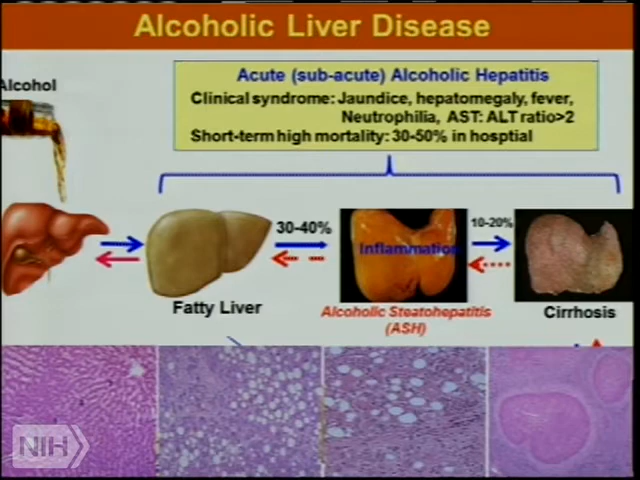 Alcoholic Liver Disease
Acute (sub-acute) Alcoholic Hepatitis
Clinical syndrome: Jaundice, hepatomegaly, fever,
Neutrophilia, AST: ALT ratio>2
Short-term high mortality: 30-50% in hosptial
Alcohol
30-40%
10-20%
Inflammation
Fatty Liver
Alcoholic Steatohepatitis
(ASH)
Cirrhosis
NIH